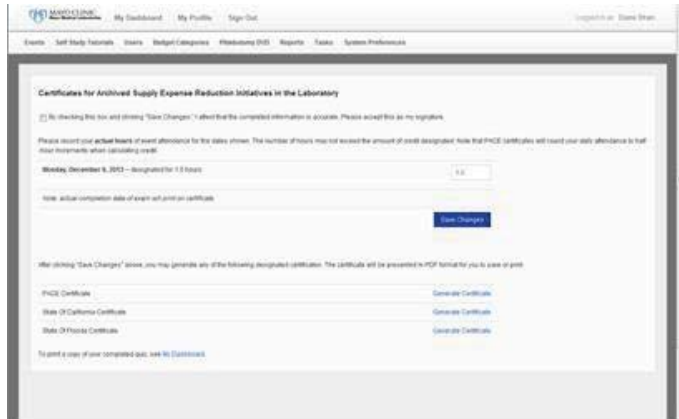 MAYO CLINIC
Mayo Medical Laboratories
My Dashboard My Profile Sign Out
Logged in as
Events Self Study Tutorials Users Budget Categories Phlebotomy DVD Reports Tasks System Preferences
Certificates for Archived Supply Expense Reduction Initiatives in the Laboratory
By checking this box and clicking "Save Changes" I attest that the completed information is accurate. Please accept this as my signature.
Please record your actual hours of event attendance for the dates shown. The number of hours may not exceed the amount of credit designated. Note that PACE certificates will round your daily attendance to half
-hour increments when calculating credit.
Monday, December 9, 2013 – designated for 1.0 hours
Note: actual completion date of exam will print on certificate
Save Changes
After clicking "Save Changes" above, you may generate any of the following designated certificates. The certificate will be presented in PDF format for you to save or print.
PACE Certificate Generate Certificate
State Of California Certificate Generate Certificate
State Of Florida Certificate Generate Certificate
To print a copy of your completed quiz, see My Dashboard.